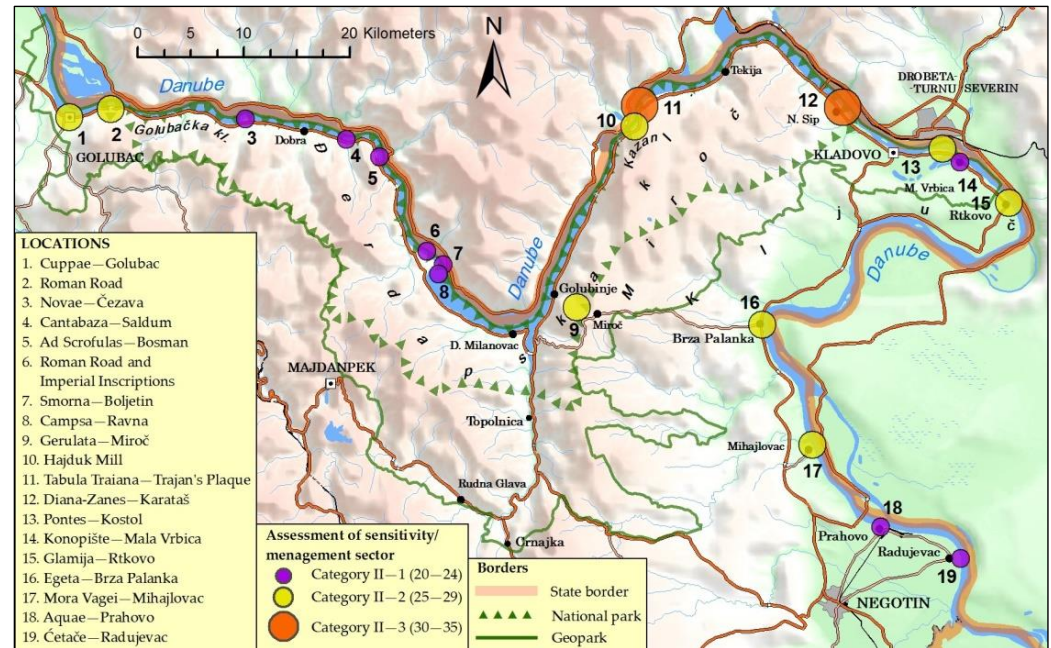 0 5 10 20 Kilometers
N
Danube
Golubačka kl.
GOLUBAC
Dobra
Đ e r d a p s k a
Danube
Golubinje
Miroč
D. Milanovac
MAJDANPEK
Topolnica
Rudna Glava
Crnajka
Kazan
M i r o č
Tekija
N. Sip
DROBETA
-TURNU SEVERIN
KLADOVO
M. Vrbica
Rtkovo
K l j u č
Danube
Brza Palanka
Mihajlovac
Prahovo
Radujevac
NEGOTIN
1
2
3
4
5
6
7
8
9
10
11
12
13
14
15
16
17
18
19
LOCATIONS
1. Cuppae—Golubac
2. Roman Road
3. Novae—Čezava
4. Cantabaza—Saldum
5. Ad Scrofulas—Bosman
6. Roman Road and
Imperial Inscriptions
7. Smorna—Boljetin
8. Campsa—Ravna
9. Gerulata—Miroč
10. Hajduk Mill
11. Tabula Traiana—Trajan's Plaque
12. Diana-Zanes—Karataš
13. Pontes—Kostol
14. Konopište—Mala Vrbica
15. Glamija—Rtkovo
16. Egeta—Brza Palanka
17. Mora Vagei—Mihajlovac
18. Aquae—Prahovo
19. Ćetaće—Radujevac
Assessment of sensitivity/
menagement sector
Category II—1 (20—24)
Category II—2 (25—29)
Category II—3 (30—35)
Borders
State border
National park
Geopark